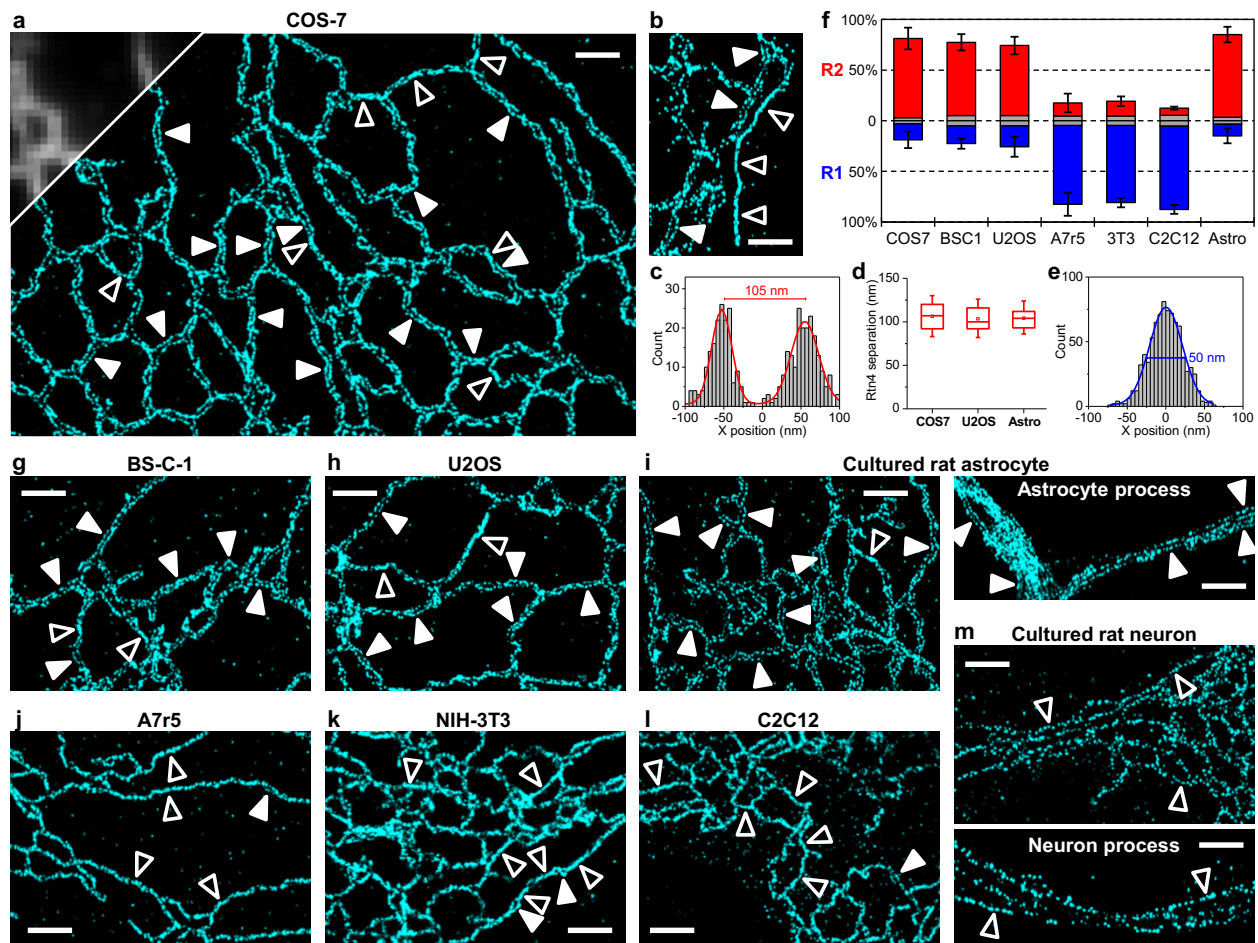 a
COS-7
b
c
105 nm
30
20
10
0
Count
-100
-50
0
50
100
X position (nm)
d
200
150
100
50
0
Rtn4 separation (nm)
COS7
U2OS
Astro
e
80
40
0
Count
50 nm
-100
-50
0
50
100
X position (nm)
f
100%
50%
0
50%
100%
R2
R1
COS7
BSC1
U2OS
A7r5
3T3
C2C12
Astro
g
BS-C-1
h
U2OS
i
Cultured rat astrocyte
Astrocyte process
j
A7r5
k
NIH-3T3
l
C2C12
m
Cultured rat neuron
Neuron process